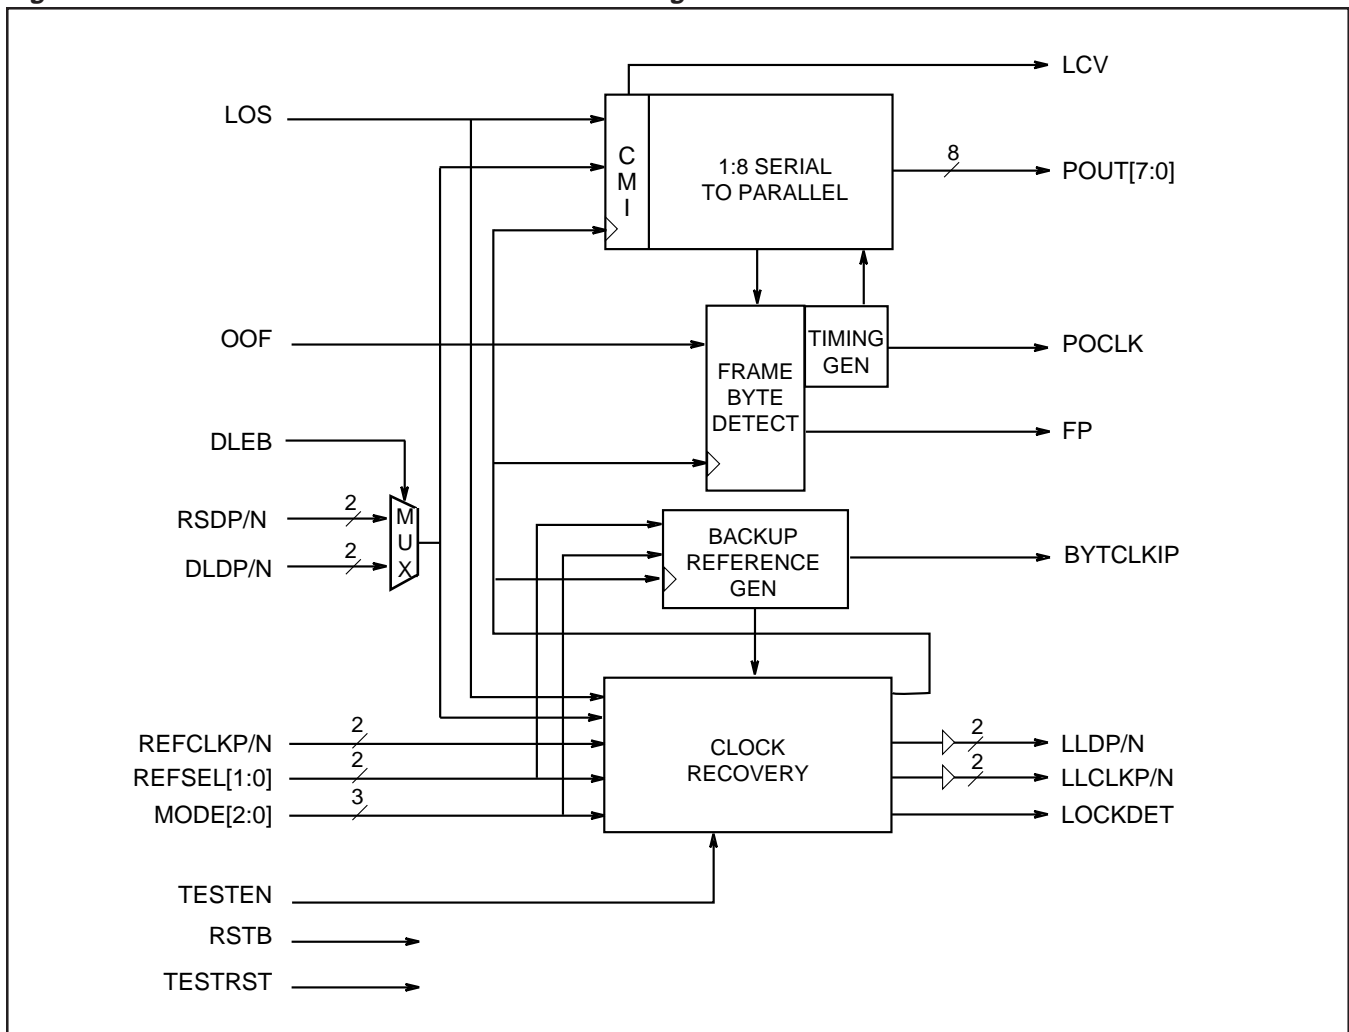 LCV
LOS
C
M
I
1:8 SERIAL
TO PARALLEL
8
POUT[7:0]
OOF
TIMING
GEN
POCLK
FRAME
BYTE
DETECT
FP
DLEB
RSDP/N
2
DLDP/N
2
M
U
X
BACKUP
REFERENCE
GEN
BYTCLKIP
REFCLKP/N
2
REFSEL[1:0]
2
MODE[2:0]
3
CLOCK
RECOVERY
2
LLDP/N
2
LLCLKP/N
LOCKDET
TESTEN
RSTB
TESTRST